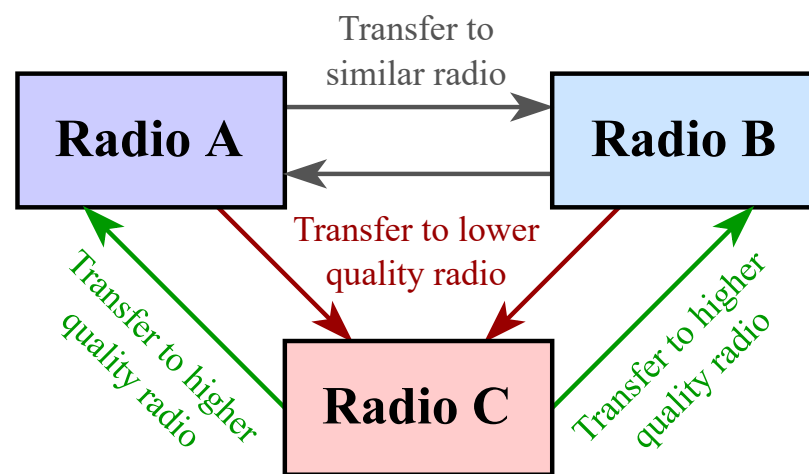 Transfer to
similar radio
Radio A
Radio B
Transfer to lower
quality radio
Transfer to higher
quality radio
Transfer to higher
quality radio
Radio C